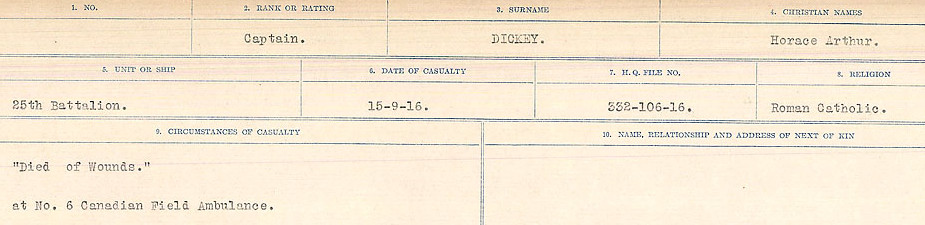 1. NO.
2. RANK OR RATING
3. SURNAME
4. CHRISTIAN NAMES
Captain.
DICKEY.
Horace Arthur.
5. UNIT OR SHIP
6. DATE OF CASUALTY
7. H.Q. FILE NO.
8. RELIGION
25th Battalion.
15-9-16.
332-106-16.
Roman Catholic.
9. CIRCUMSTANCES OF CASUALTY
10. NAME, RELATIONSHIP AND ADDRESS OF NEXT OF KIN
"Died of Wounds."
at No. 6 Canadian Field Ambulance.